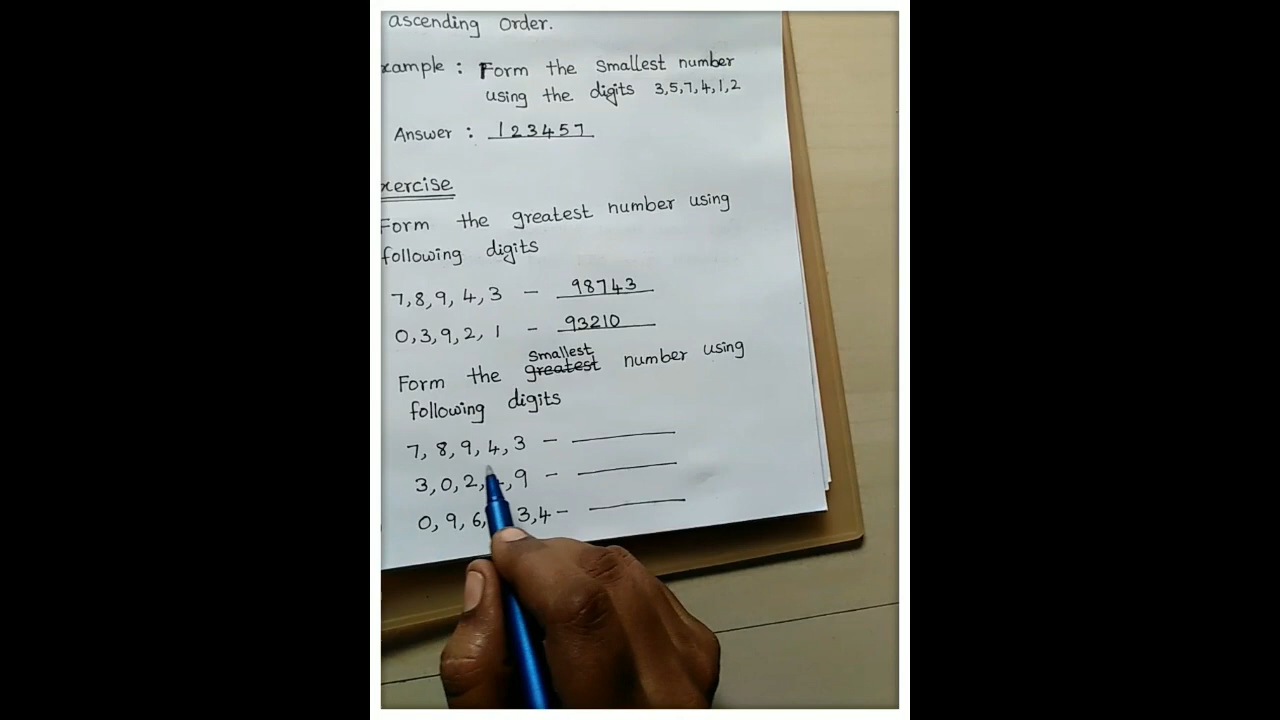 ascending order.
xample : Form the smallest number
using the digits 3,5,7,4,1,2
Answer : 123457
xercise
Form the greatest number using
following digits
7,8,9,4,3 - 98743
0,3,9,2,1 - 93210
smallest
Form the greatest number using
following digits
7,8,9,4,3 -
3,0,2, ,9 -
0,9,6, 3,4 -